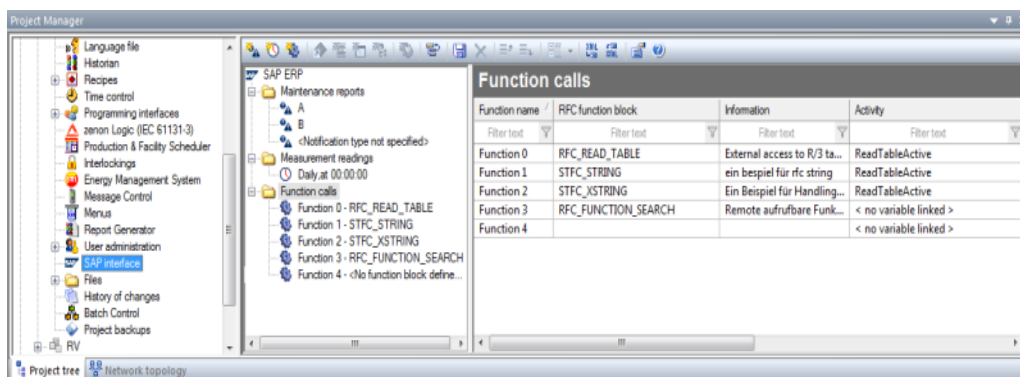 Project Manager
Language file
Historian
Recipes
Time control
Programming interfaces
zenon Logic (IEC 61131-3)
Production & Facility Scheduler
Interlockings
Energy Management System
Message Control
Menus
Report Generator
User administration
SAP interface
Files
History of changes
Batch Control
Project backups
RV
Project tree
Network topology
SAP ERP
Maintenance reports
A
B
<Notification type not specified>
Measurement readings
Daily,at 00:00:00
Function calls
Function 0 - RFC_READ_TABLE
Function 1 - STFC_STRING
Function 2 - STFC_XSTRING
Function 3 - RFC_FUNCTION_SEARCH
Function 4 - <No function block define...
Function calls
Function name RFC function block Information Activity
Filter text Filter text Filter text Filter text
Function 0 RFC_READ_TABLE External access to R/3 ta... ReadTableActive
Function 1 STFC_STRING ein bespiel für rfc string ReadTableActive
Function 2 STFC_XSTRING Ein Beispiel für Handling... ReadTableActive
Function 3 RFC_FUNCTION_SEARCH Remote aufrufbare Funk... < no variable linked >
Function 4 < no variable linked >